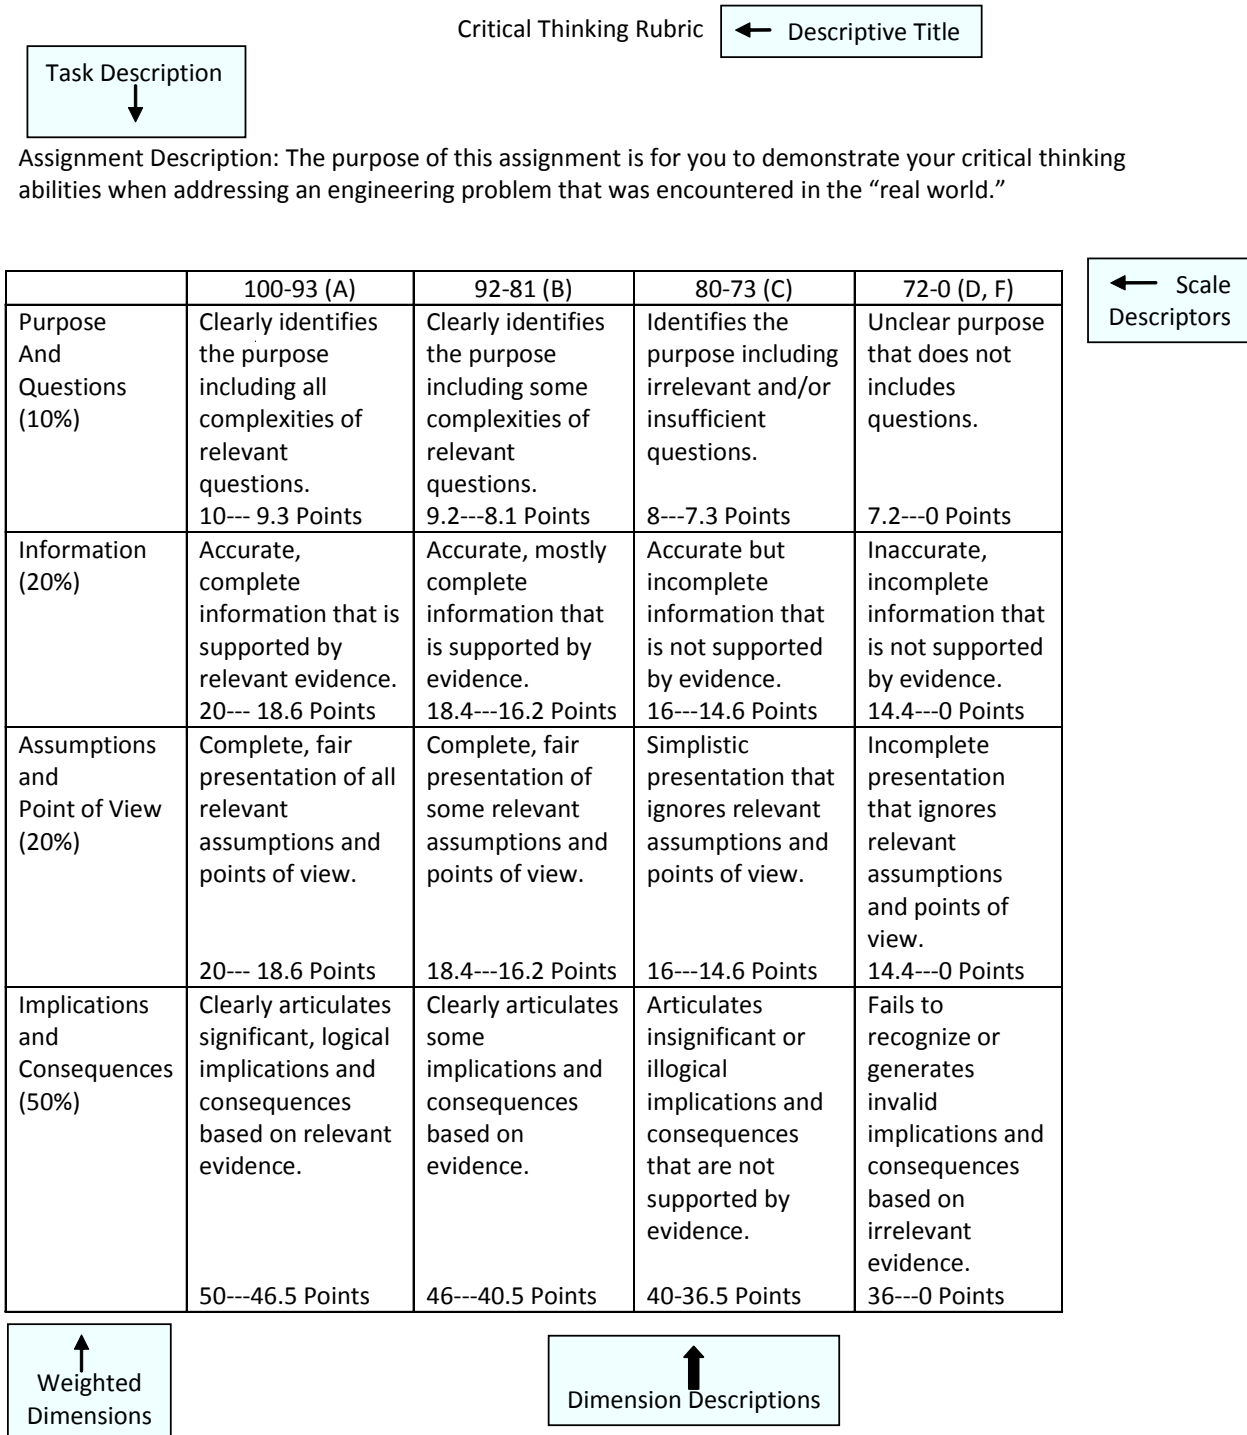 Critical Thinking Rubric
Descriptive Title
Task Description
Assignment Description: The purpose of this assignment is for you to demonstrate your critical thinking
abilities when addressing an engineering problem that was encountered in the “real world.”
100-93 (A)
92-81 (B)
80-73 (C)
72-0 (D, F)
Scale
Descriptors
Purpose
And
Questions
(10%)
Clearly identifies
the purpose
including all
complexities of
relevant
questions.
10--- 9.3 Points
Clearly identifies
the purpose
including some
complexities of
relevant
questions.
9.2---8.1 Points
Identifies the
purpose including
irrelevant and/or
insufficient
questions.
8---7.3 Points
Unclear purpose
that does not
includes
questions.
7.2---0 Points
Information
(20%)
Accurate,
complete
information that is
supported by
relevant evidence.
20--- 18.6 Points
Accurate, mostly
complete
information that
is supported by
evidence.
18.4---16.2 Points
Accurate but
incomplete
information that
is not supported
by evidence.
16---14.6 Points
Inaccurate,
incomplete
information that
is not supported
by evidence.
14.4---0 Points
Assumptions
and
Point of View
(20%)
Complete, fair
presentation of all
relevant
assumptions and
points of view.
20--- 18.6 Points
Complete, fair
presentation of
some relevant
assumptions and
points of view.
18.4---16.2 Points
Simplistic
presentation that
ignores relevant
assumptions and
points of view.
16---14.6 Points
Incomplete
presentation
that ignores
relevant
assumptions
and points of
view.
14.4---0 Points
Implications
and
Consequences
(50%)
Clearly articulates
significant, logical
implications and
consequences
based on relevant
evidence.
50---46.5 Points
Clearly articulates
some
implications and
consequences
based on
evidence.
46---40.5 Points
Articulates
insignificant or
illogical
implications and
consequences
that are not
supported by
evidence.
40-36.5 Points
Fails to
recognize or
generates
invalid
implications and
consequences
based on
irrelevant
evidence.
36---0 Points
Weighted
Dimensions
Dimension Descriptions